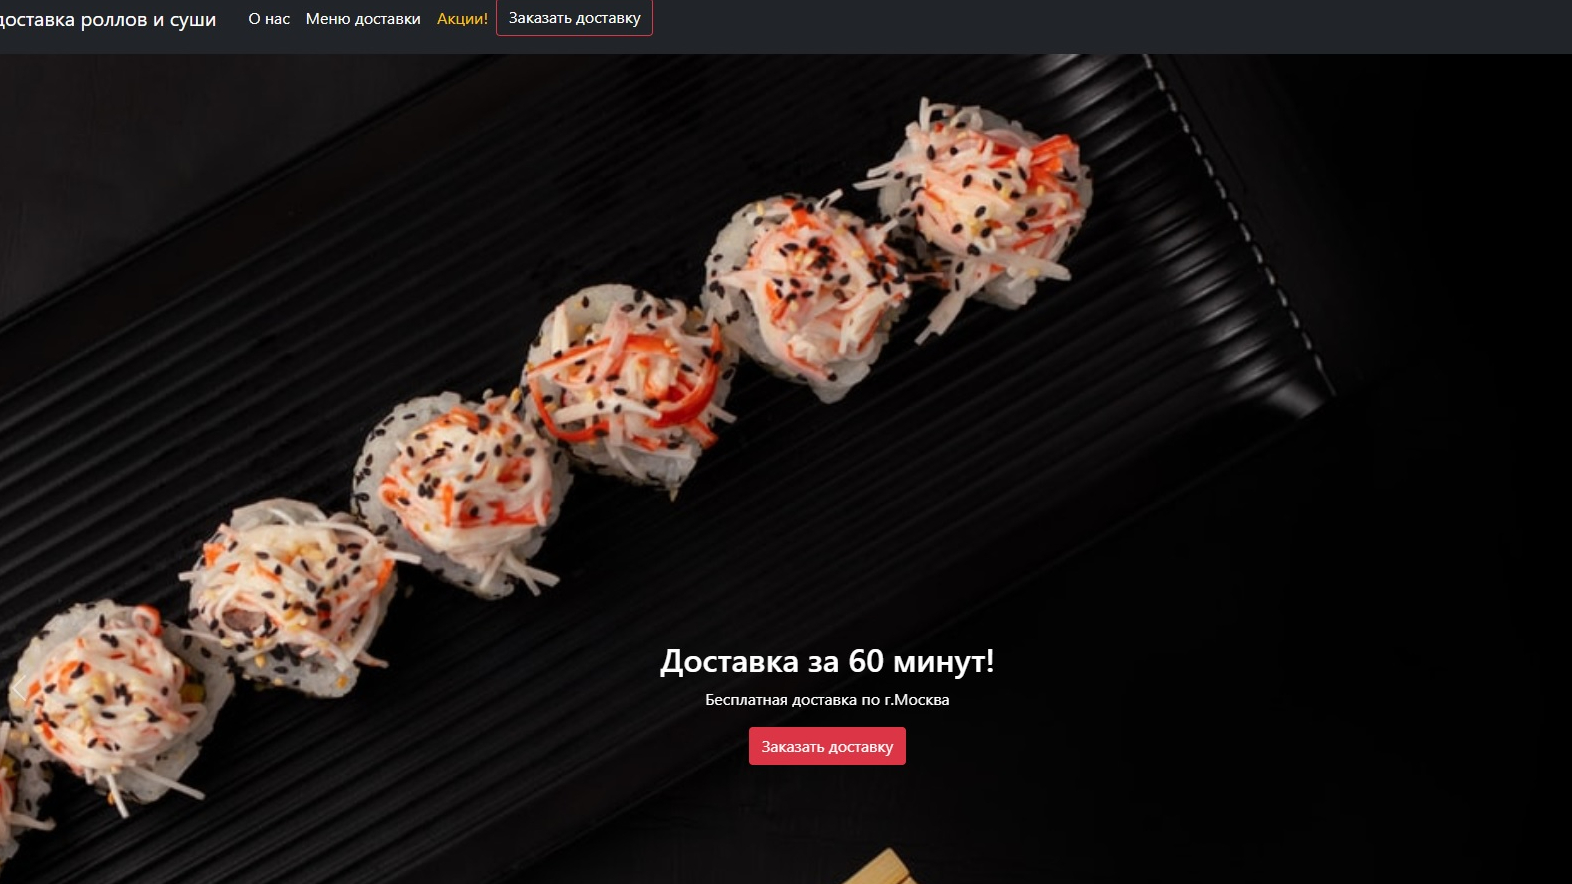 доставка роллов и суши
О нас
Меню доставки
Акции!
Заказать доставку
Доставка за 60 минут!
Бесплатная доставка по г.Москва
Заказать доставку